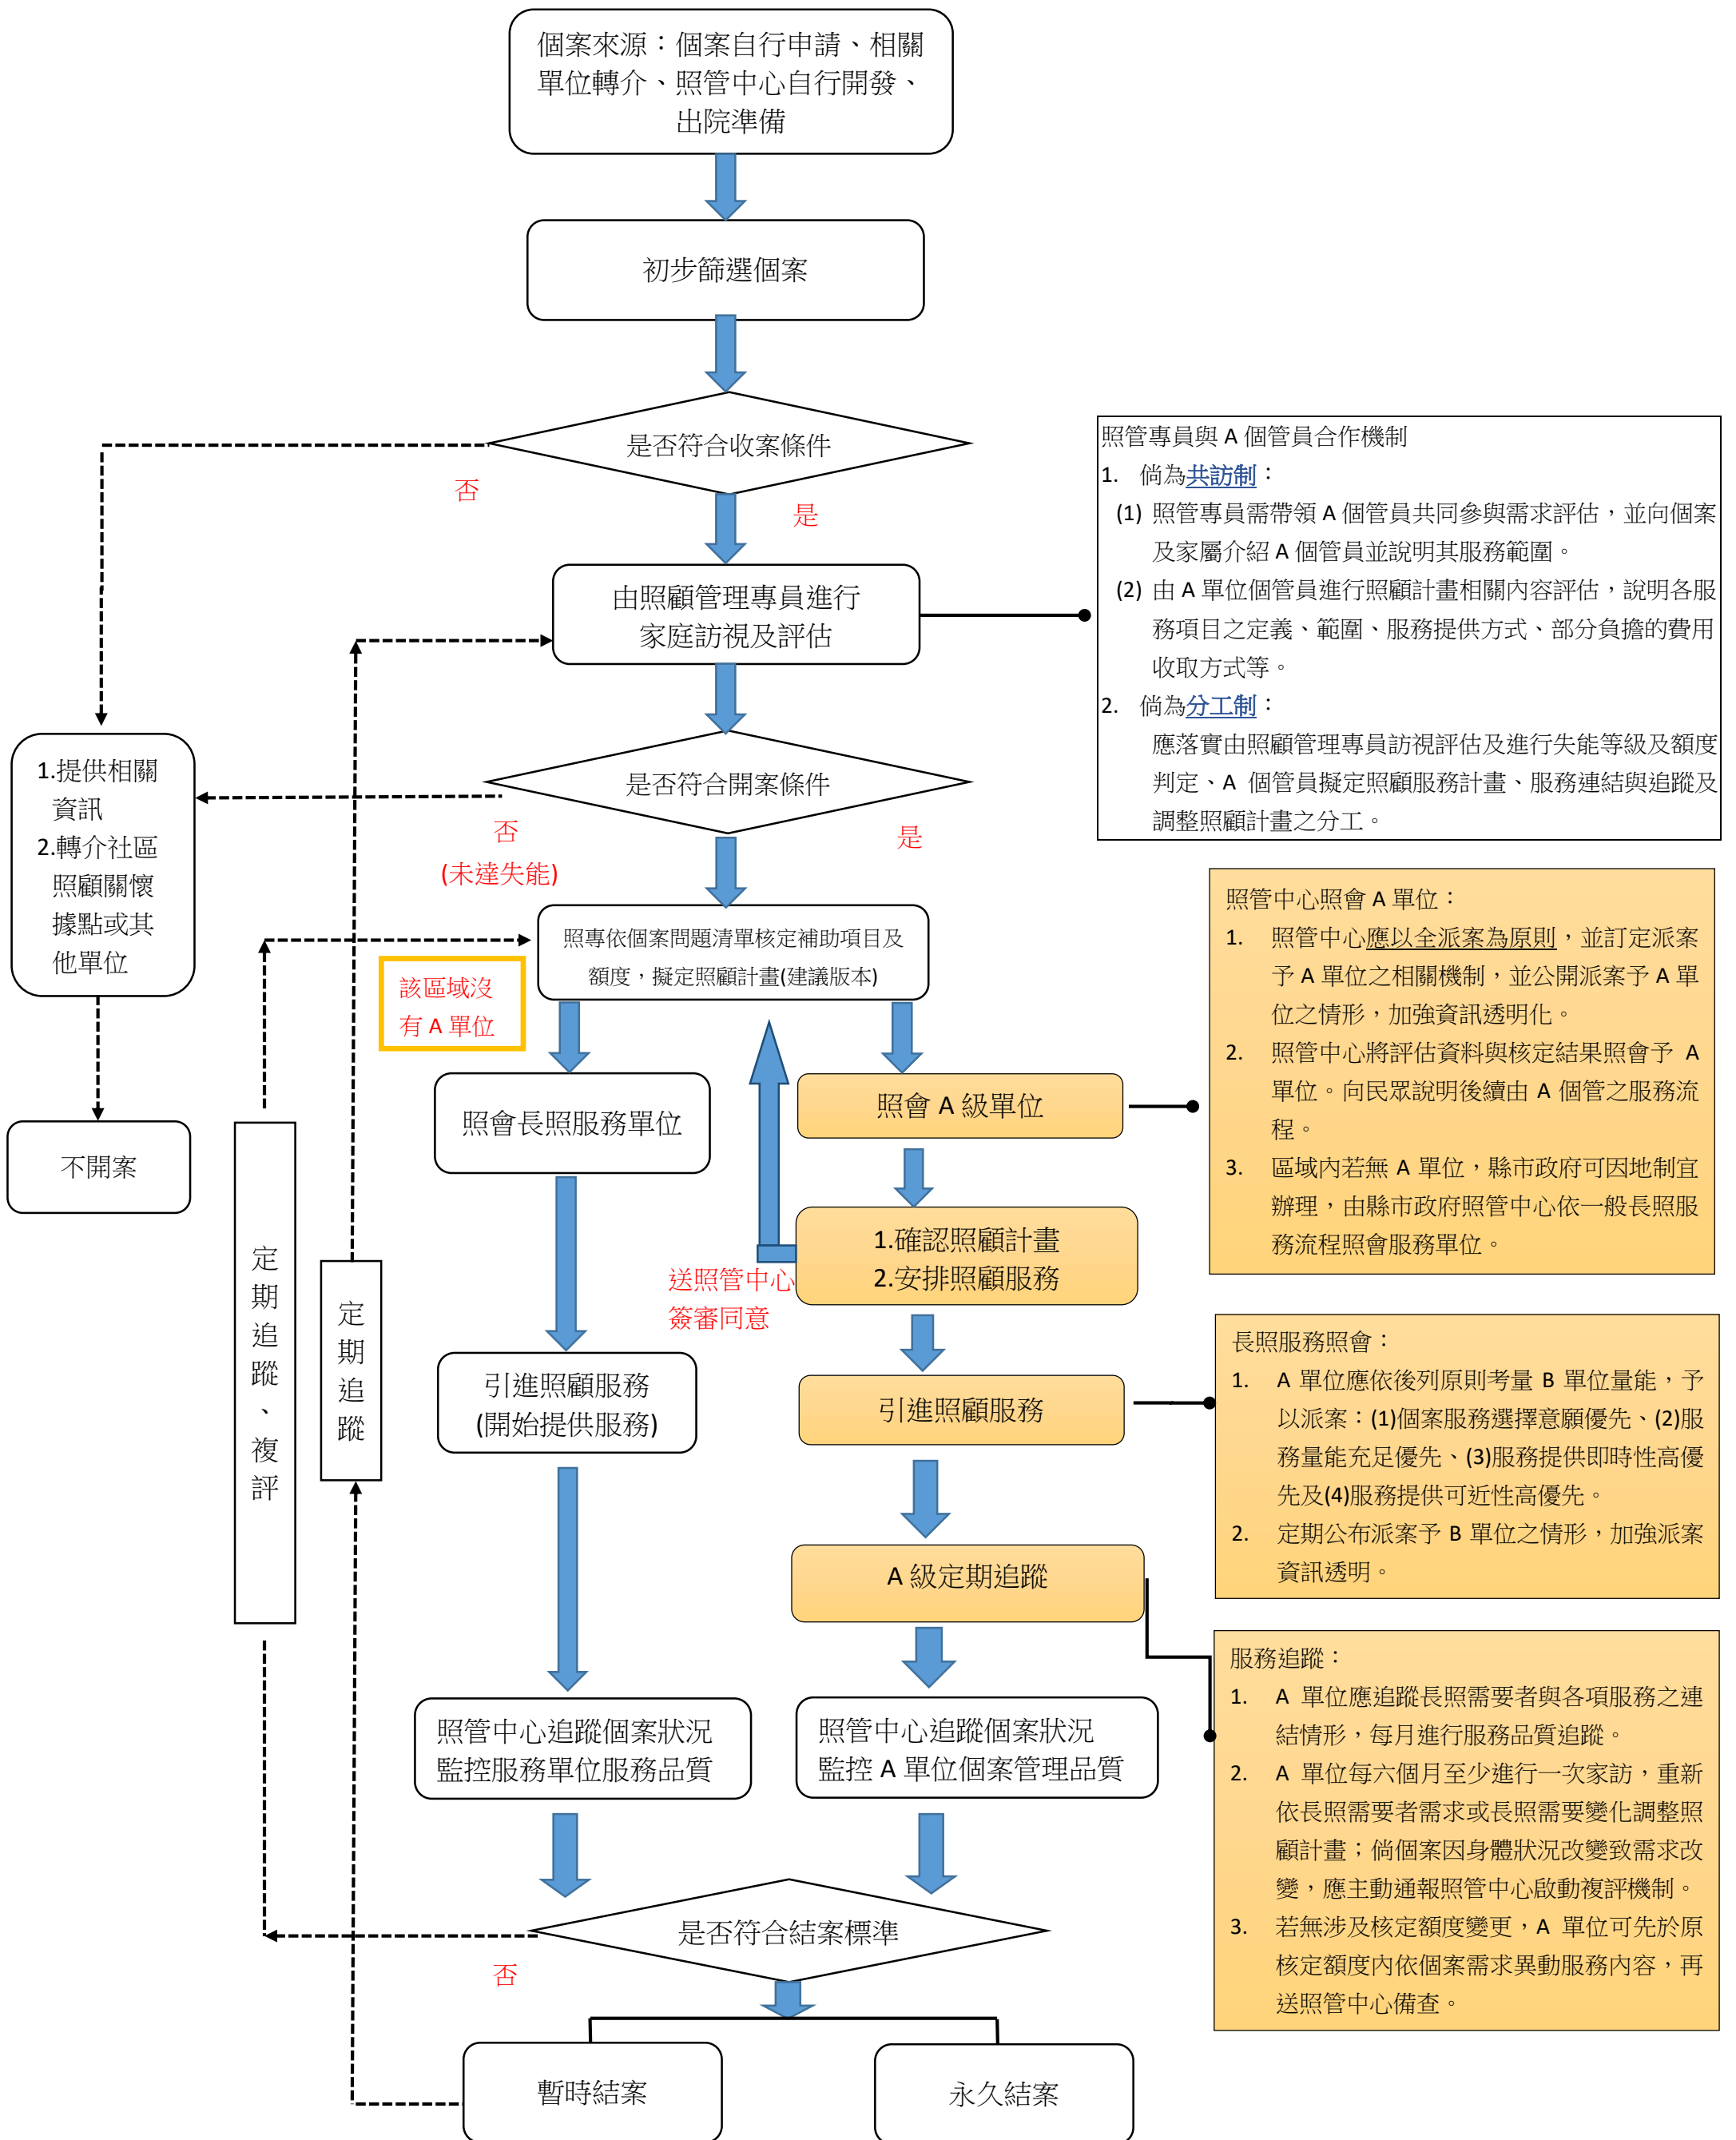 個案來源：個案自行申請、相關
單位轉介、照管中心自行開發、
出院準備
初步篩選個案
是否符合收案條件
否
是
照管專員與 A 個管員合作機制
1. 倘為共訪制：
(1) 照管專員需帶領 A 個管員共同參與需求評估，並向個案
及家屬介紹 A 個管員並說明其服務範圍。
(2) 由 A 單位個管員進行照顧計畫相關內容評估，說明各服
務項目之定義、範圍、服務提供方式、部分負擔的費用
收取方式等。
2. 倘為分工制：
應落實由照顧管理專員訪視評估及進行失能等級及額度
判定、A 個管員擬定照顧服務計畫、服務連結與追蹤及
調整照顧計畫之分工。
由照顧管理專員進行
家庭訪視及評估
是否符合開案條件
否
(未達失能)
是
1.提供相關
資訊
2.轉介社區
照顧關懷
據點或其
他單位
不開案
照專依個案問題清單核定補助項目及
額度，擬定照顧計畫(建議版本)
該區域沒
有 A 單位
照會長照服務單位
照會 A 級單位
照管中心照會 A 單位：
1. 照管中心應以全派案為原則，並訂定派案
予 A 單位之相關機制，並公開派案予 A 單
位之情形，加強資訊透明化。
2. 照管中心將評估資料與核定結果照會予 A
單位。向民眾說明後續由 A 個管之服務流
程。
3. 區域內若無 A 單位，縣市政府可因地制宜
辦理，由縣市政府照管中心依一般長照服
務流程照會服務單位。
定期追蹤、複評
定期追蹤
1.確認照顧計畫
2.安排照顧服務
送照管中心
簽審同意
引進照顧服務
(開始提供服務)
引進照顧服務
長照服務照會：
1. A 單位應依後列原則考量 B 單位量能，予
以派案：(1)個案服務選擇意願優先、(2)服
務量能充足優先、(3)服務提供即時性高優
先及(4)服務提供可近性高優先。
2. 定期公布派案予 B 單位之情形，加強派案
資訊透明。
A 級定期追蹤
服務追蹤：
1. A 單位應追蹤長照需要者與各項服務之連
結情形，每月進行服務品質追蹤。
2. A 單位每六個月至少進行一次家訪，重新
依長照需要者需求或長照需要變化調整照
顧計畫；倘個案因身體狀況改變致需求改
變，應主動通報照管中心啟動複評機制。
3. 若無涉及核定額度變更，A 單位可先於原
核定額度內依個案需求異動服務內容，再
送照管中心備查。
照管中心追蹤個案狀況
監控服務單位服務品質
照管中心追蹤個案狀況
監控 A 單位個案管理品質
是否符合結案標準
否
暫時結案
永久結案